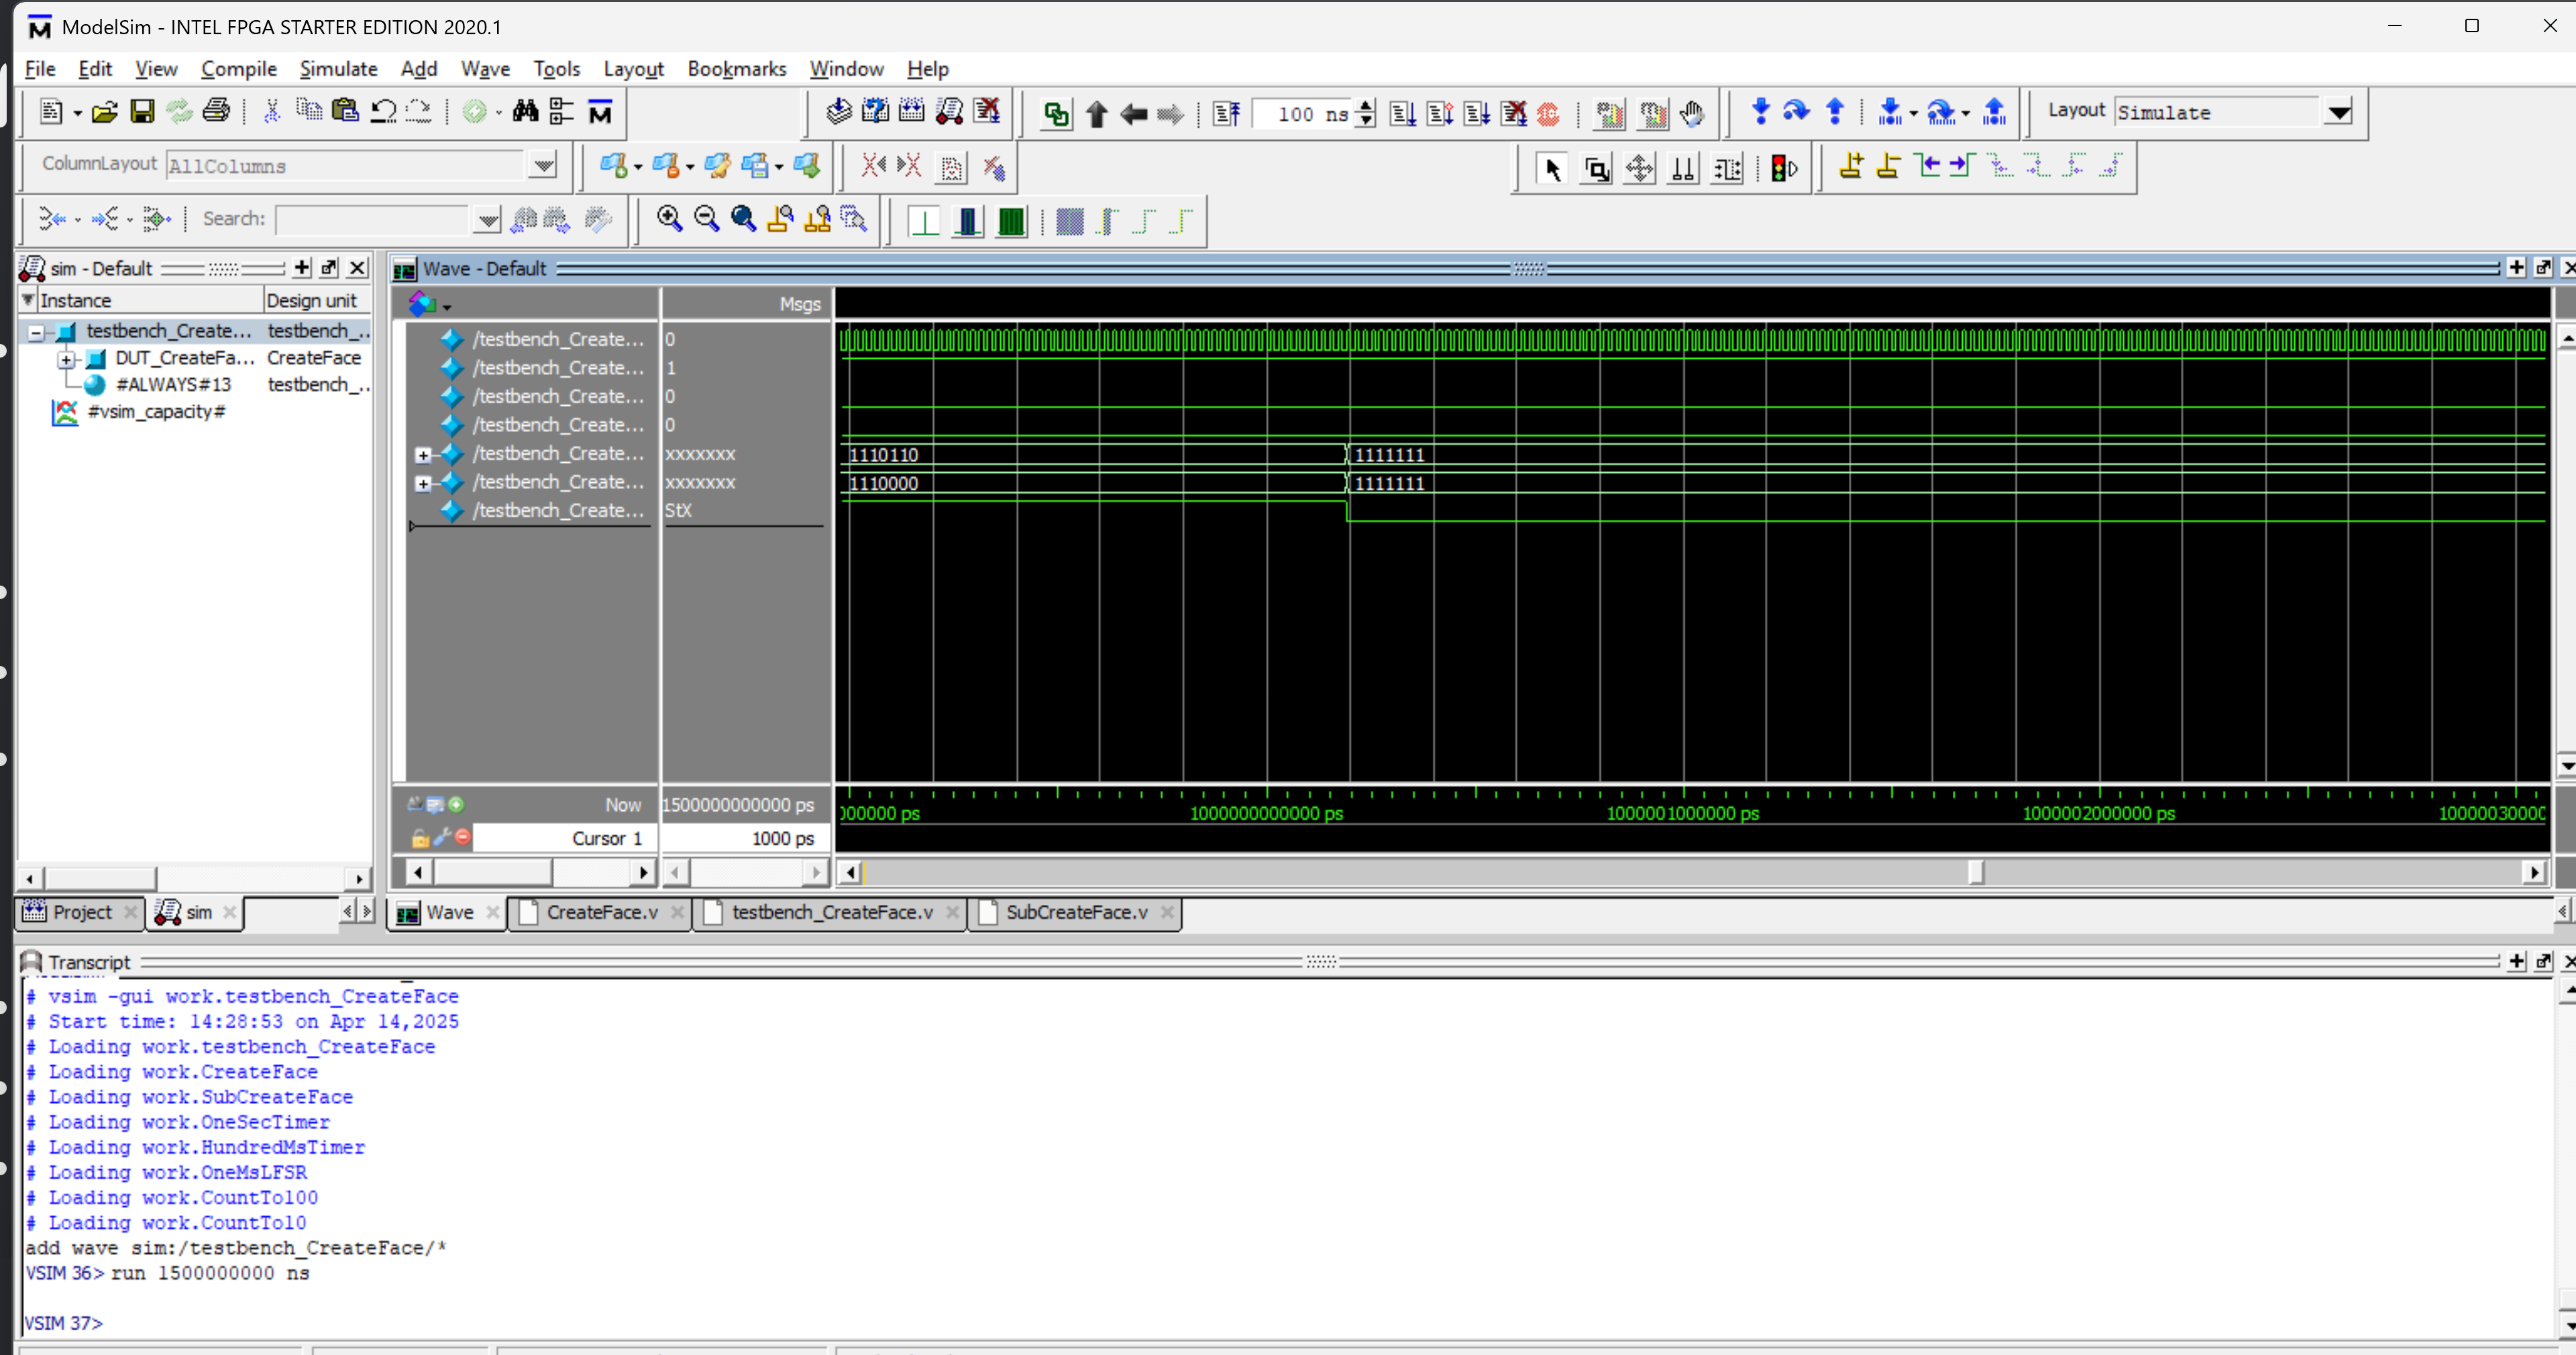 ModelSim - INTEL FPGA STARTER EDITION 2020.1
File Edit View Compile Simulate Add Wave Tools Layout Bookmarks Window Help
100 ns
Layout Simulate
ColumnLayout AllColumns
Search:
sim - Default
Wave - Default
Instance Design unit
Msgs
testbench_Create... testbench_..
DUT_CreateFa... CreateFace
#ALWAYS#13 testbench_..
#vsim_capacity#
/testbench_Create... 0
/testbench_Create... 1
/testbench_Create... 0
/testbench_Create... 0
/testbench_Create... xxxxxxx 1110110 1111111
/testbench_Create... xxxxxxx 1110000 1111111
/testbench_Create... StX
Now 1500000000000 ps
000000 ps 1000000000000 ps 1000001000000 ps 1000002000000 ps 10000030000
Cursor 1 1000 ps
Project sim
Wave CreateFace.v testbench_CreateFace.v SubCreateFace.v
Transcript
# vsim -gui work.testbench_CreateFace
# Start time: 14:28:53 on Apr 14,2025
# Loading work.testbench_CreateFace
# Loading work.CreateFace
# Loading work.SubCreateFace
# Loading work.OneSecTimer
# Loading work.HundredMsTimer
# Loading work.OneMsLFSR
# Loading work.CountTo100
# Loading work.CountTo10
add wave sim:/testbench_CreateFace/*
VSIM 36> run 1500000000 ns
VSIM 37>